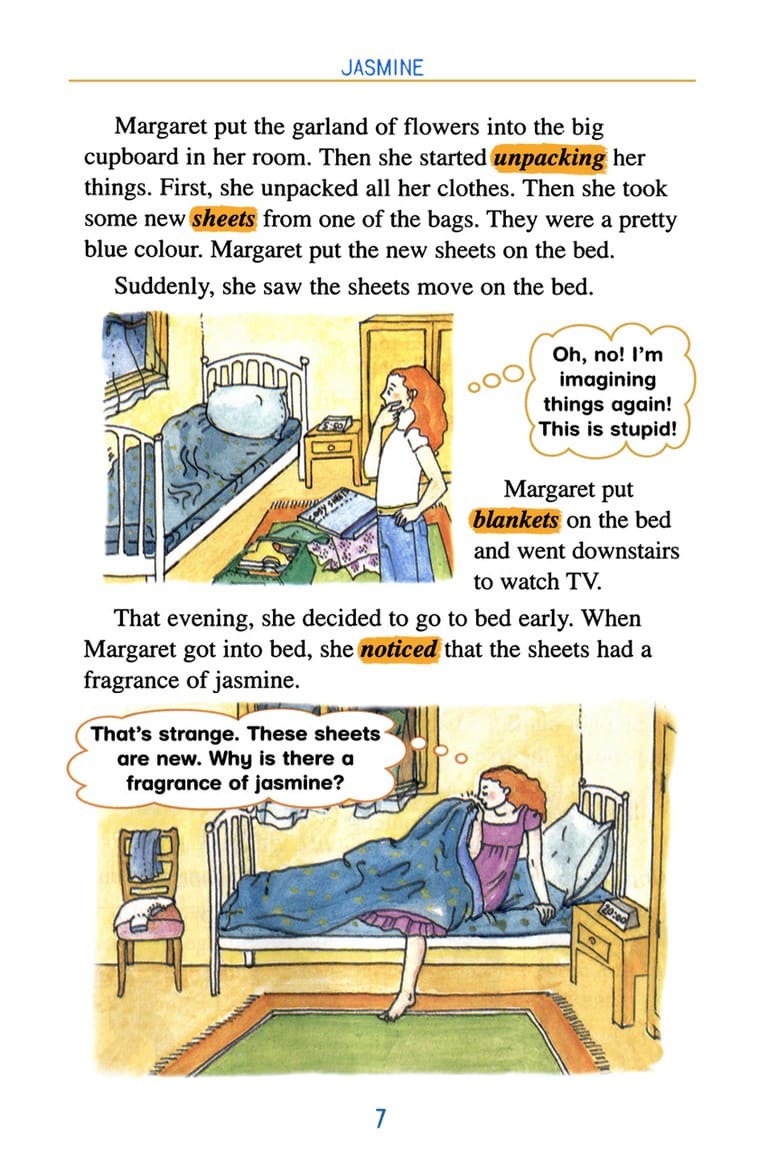 JASMINE
Margaret put the garland of flowers into the big
cupboard in her room. Then she started unpacking her
things. First, she unpacked all her clothes. Then she took
some new sheets from one of the bags. They were a pretty
blue colour. Margaret put the new sheets on the bed.
Suddenly, she saw the sheets move on the bed.
Oh, no! I'm
imagining
things again!
This is stupid!
Margaret put
blankets on the bed
and went downstairs
to watch TV.
That evening, she decided to go to bed early. When
Margaret got into bed, she noticed that the sheets had a
fragrance of jasmine.
That's strange. These sheets
are new. Why is there a
fragrance of jasmine?
20:00
7